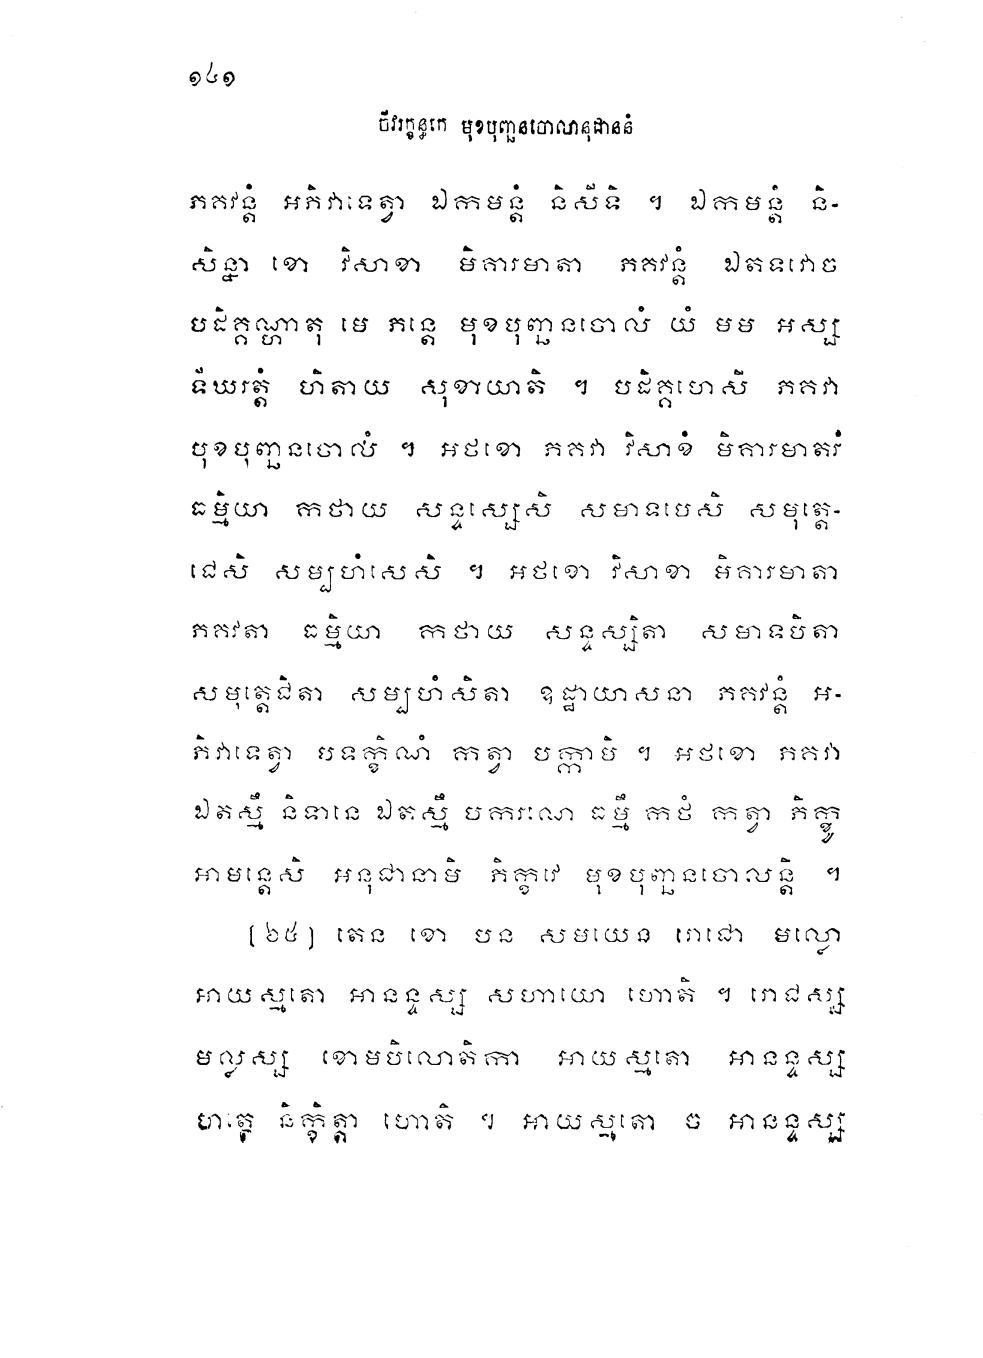 ១៤១
ចីវរក្ខន្ធកេ មុខបុញ្ឆនចោលានុជាននំ
ភគវន្តំ អភិវាទេត្វា ឯកមន្តំ និសីទិ ។ ឯកមន្តំ និ-
សិន្នា ខោ វិសាខា មិគារមាតា ភគវន្តំ ឯតទវោច
បដិគ្គណ្ហាតុ មេ ភន្តេ មុខបុញ្ឆនចោលំ យំ មម អស្ស
ទីឃរត្តំ ហិតាយ សុខាយាតិ ។ បដិគ្គហេសិ ភគវា
មុខបុញ្ឆនចោលំ ។ អថខោ ភគវា វិសាខំ មិគារមាតរំ
ធម្មិយា កថាយ សន្ទស្សេសិ សមាទបេសិ សមុត្តេ-
ជេសិ សម្បហំសេសិ ។ អថខោ វិសាខា មិគារមាតា
ភគវតា ធម្មិយា កថាយ សន្ទស្សិតា សមាទបិតា
សមុត្តេជិតា សម្បហំសិតា ឧដ្ឋាយាសនា ភគវន្តំ អ-
ភិវាទេត្វា បទក្ខិណំ កត្វា បក្កាមិ ។ អថខោ ភគវា
ឯតស្មឹ និទានេ ឯតស្មឹ បករណេ ធម្មឹ កថំ កត្វា ភិក្ខូ
អាមន្តេសិ អនុជានាមិ ភិក្ខវេ មុខបុញ្ឆនចោលន្តិ ។
[៦៥] តេន ខោ បន សមយេន រោជោ មល្លោ
អាយស្មតោ អានន្ទស្ស សហាយោ ហោតិ ។ រោជស្ស
មល្លស្ស ខោមបិលោតិកា អាយស្មតោ អានន្ទស្ស
ហត្ថេ និក្ខិត្តា ហោតិ ។ អាយស្មតោ ច អានន្ទស្ស